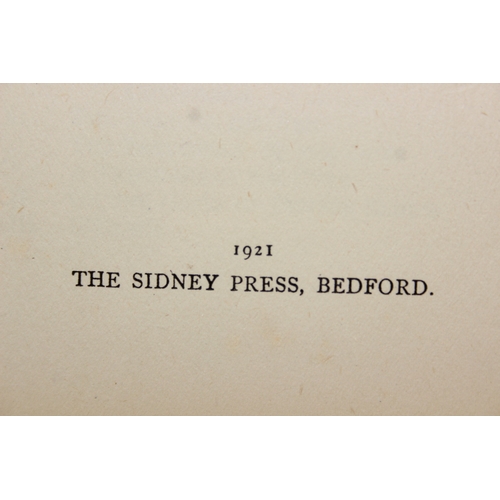 1921
THE SIDNEY PRESS, BEDFORD.